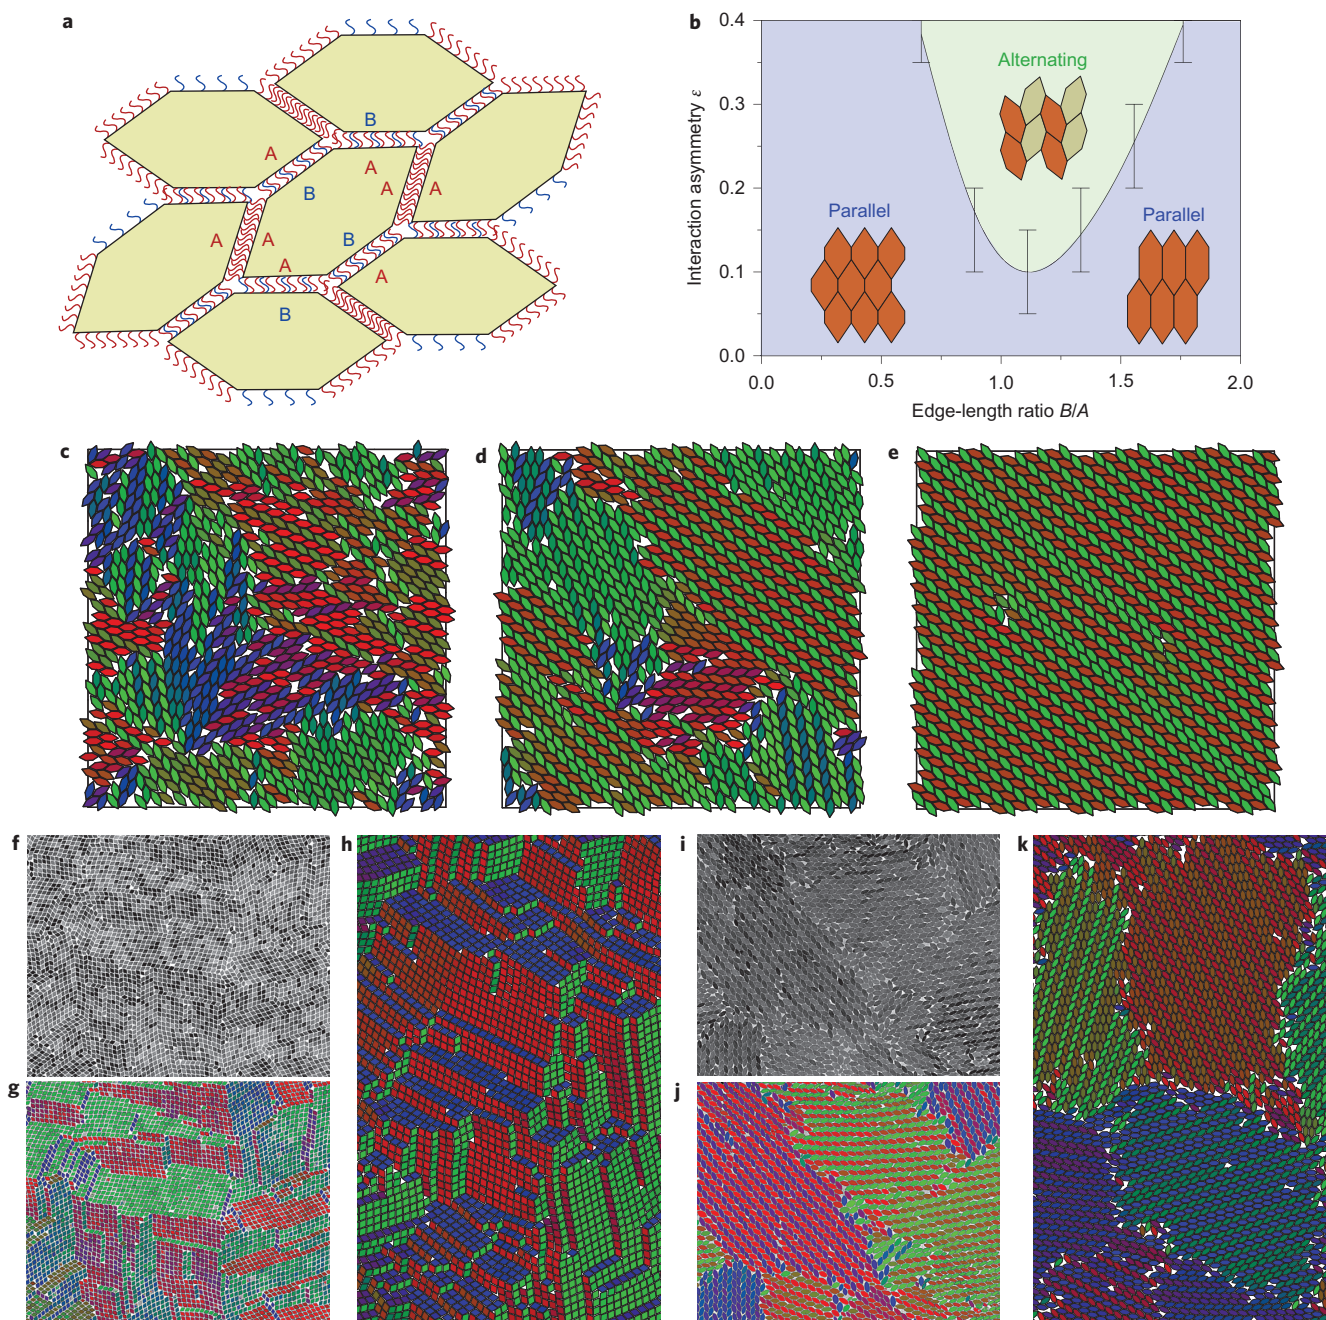 a
B
A
A
B
A
A
B
A
A
A
B
A
b
Interaction asymmetry ε
0.4
0.3
0.2
0.1
0.0
Alternating
Parallel
Parallel
0.0
0.5
1.0
1.5
2.0
Edge-length ratio B/A
c
d
e
f
g
h
i
j
k